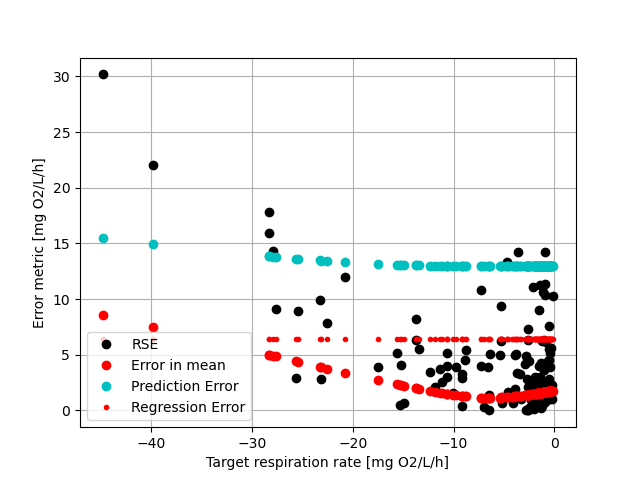 30
25
20
15
10
5
0
Error metric [mg O2/L/h]
RSE
Error in mean
Prediction Error
Regression Error
−40
−30
−20
−10
0
Target respiration rate [mg O2/L/h]